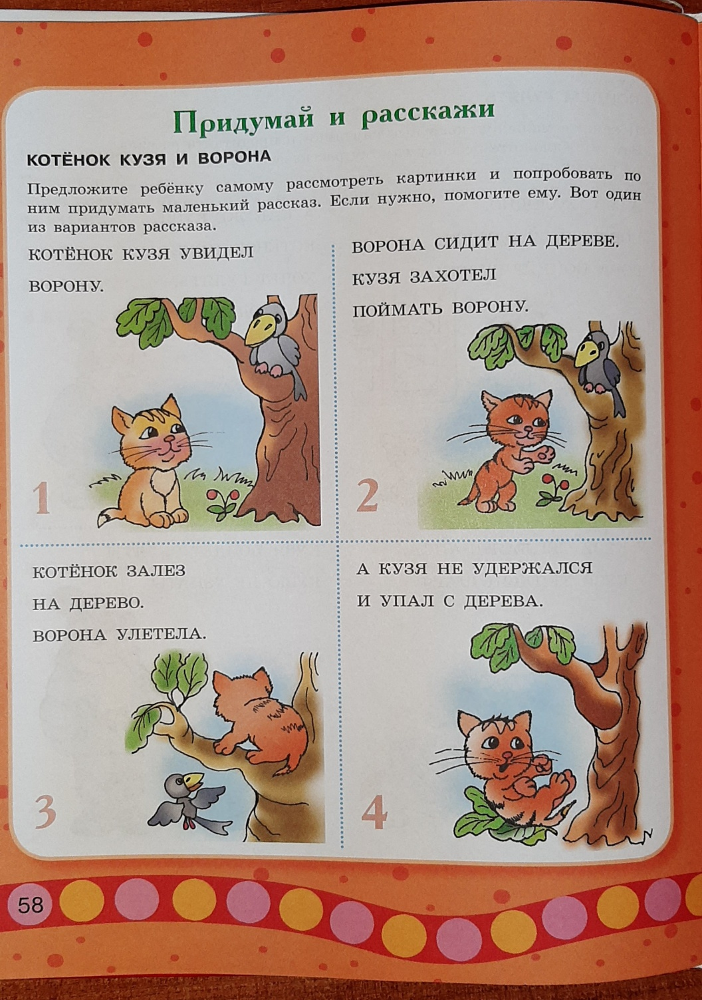 Придумай и расскажи
КОТЁНОК КУЗЯ И ВОРОНА
Предложите ребёнку самому рассмотреть картинки и попробовать по
ним придумать маленький рассказ. Если нужно, помогите ему. Вот один
из вариантов рассказа.
КОТЁНОК КУЗЯ УВИДЕЛ
ВОРОНУ.
1
ВОРОНА СИДИТ НА ДЕРЕВЕ.
КУЗЯ ЗАХОТЕЛ
ПОЙМАТЬ ВОРОНУ.
2
КОТЁНОК ЗАЛЕЗ
НА ДЕРЕВО.
ВОРОНА УЛЕТЕЛА.
3
А КУЗЯ НЕ УДЕРЖАЛСЯ
И УПАЛ С ДЕРЕВА.
4
58